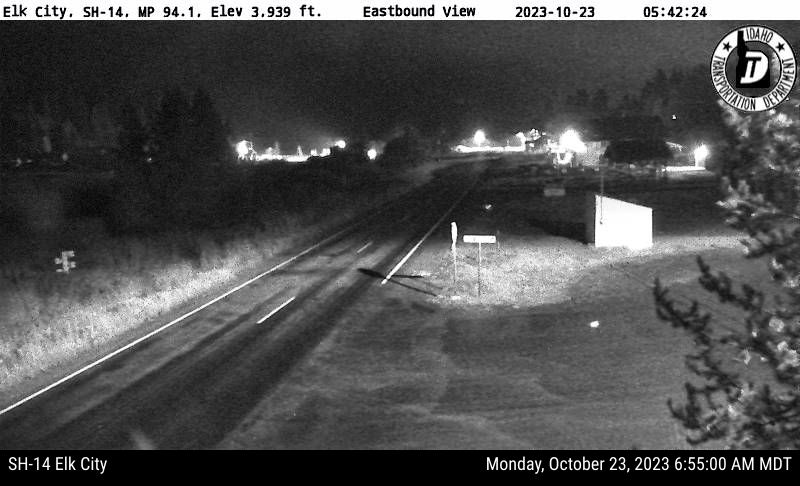 Elk City, SH-14, MP 94.1, Elev 3,939 ft. Eastbound View 2023-10-23 05:42:24
IDAHO
TRANSPORTATION DEPARTMENT
SH-14 Elk City Monday, October 23, 2023 6:55:00 AM MDT